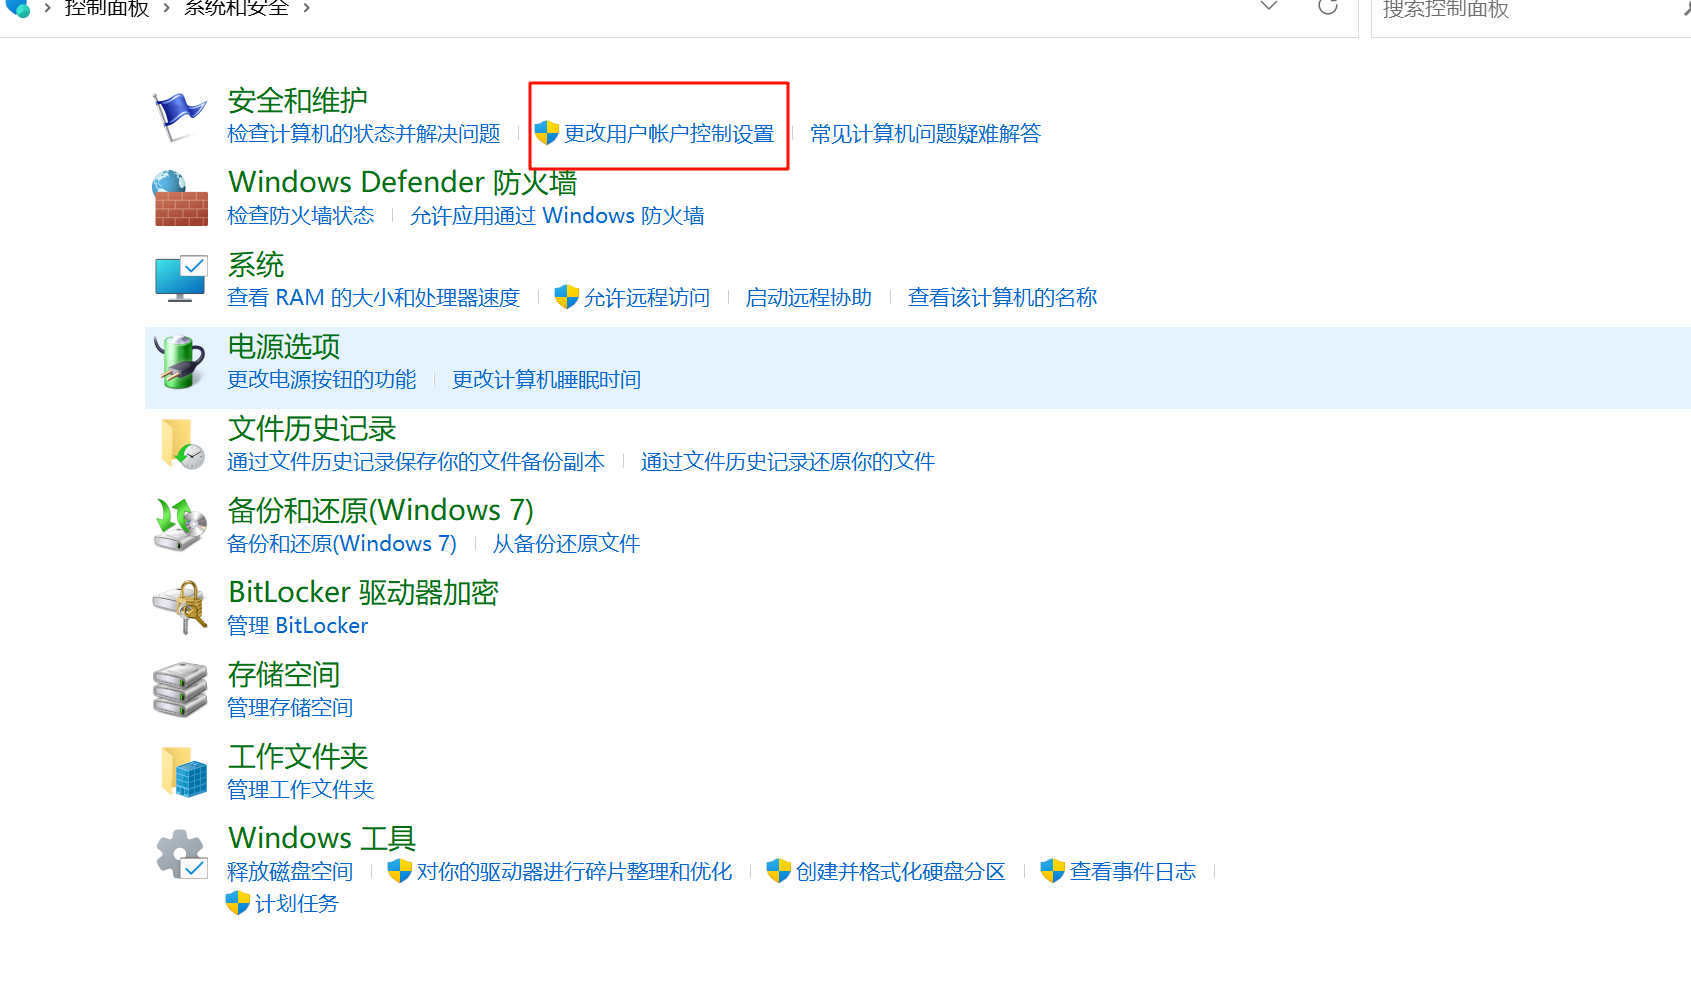 控制面板 › 系统和安全 ›
搜索控制面板
安全和维护
检查计算机的状态并解决问题 更改用户帐户控制设置 常见计算机问题疑难解答
Windows Defender 防火墙
检查防火墙状态 允许应用通过 Windows 防火墙
系统
查看 RAM 的大小和处理器速度 允许远程访问 启动远程协助 查看该计算机的名称
电源选项
更改电源按钮的功能 更改计算机睡眠时间
文件历史记录
通过文件历史记录保存你的文件备份副本 通过文件历史记录还原你的文件
备份和还原(Windows 7)
备份和还原(Windows 7) 从备份还原文件
BitLocker 驱动器加密
管理 BitLocker
存储空间
管理存储空间
工作文件夹
管理工作文件夹
Windows 工具
释放磁盘空间 对你的驱动器进行碎片整理和优化 创建并格式化硬盘分区 查看事件日志
计划任务